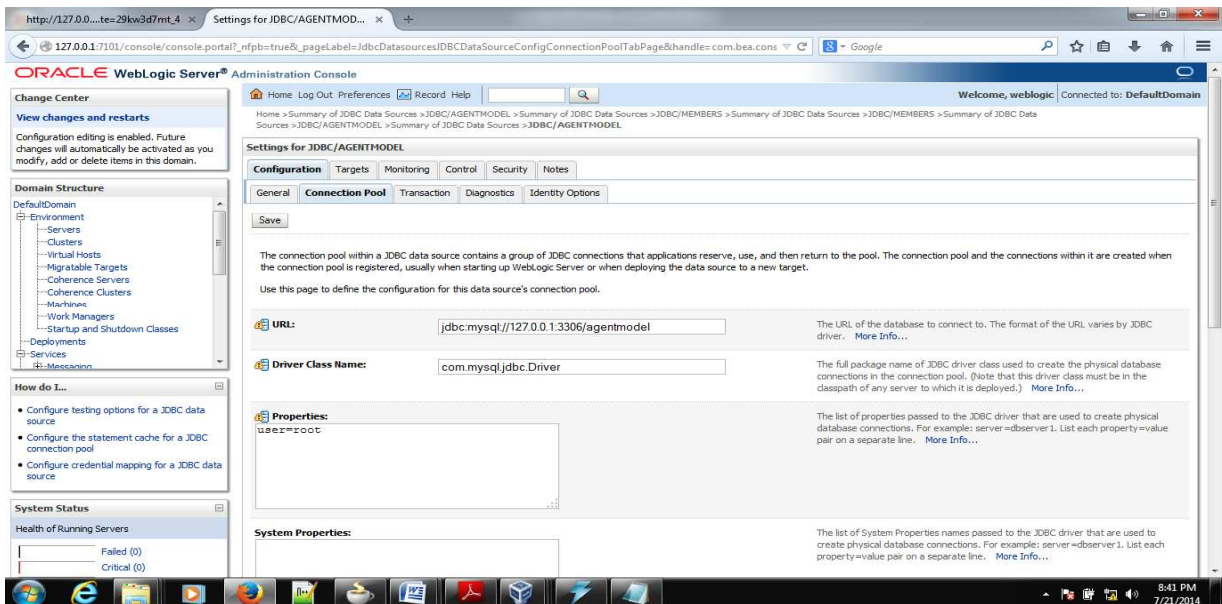 http://127.0.0....te=29kw3d7mt_4
Settings for JDBC/AGENTMOD...
127.0.0.1:7101/console/console.portal?_nfpb=true&_pageLabel=JdbcDatasourcesJDBCDataSourceConfigConnectionPoolTabPage&handle=com.bea.cons
Google
ORACLE WebLogic Server® Administration Console
Change Center
View changes and restarts
Configuration editing is enabled. Future
changes will automatically be activated as you
modify, add or delete items in this domain.
Domain Structure
DefaultDomain
Environment
Servers
Clusters
Virtual Hosts
Migratable Targets
Coherence Servers
Coherence Clusters
Machines
Work Managers
Startup and Shutdown Classes
Deployments
Services
Messaging
How do I...
Configure testing options for a JDBC data
source
Configure the statement cache for a JDBC
connection pool
Configure credential mapping for a JDBC data
source
System Status
Health of Running Servers
Failed (0)
Critical (0)
Home Log Out Preferences Record Help
Welcome, weblogic Connected to: DefaultDomain
Home >Summary of JDBC Data Sources >JDBC/AGENTMODEL >Summary of JDBC Data Sources >JDBC/MEMBERS >Summary of JDBC Data Sources >JDBC/MEMBERS >Summary of JDBC Data
Sources >JDBC/AGENTMODEL >Summary of JDBC Data Sources >JDBC/AGENTMODEL
Settings for JDBC/AGENTMODEL
Configuration Targets Monitoring Control Security Notes
General Connection Pool Transaction Diagnostics Identity Options
Save
The connection pool within a JDBC data source contains a group of JDBC connections that applications reserve, use, and then return to the pool. The connection pool and the connections within it are created when
the connection pool is registered, usually when starting up WebLogic Server or when deploying the data source to a new target.
Use this page to define the configuration for this data source's connection pool.
URL:
jdbc:mysql://127.0.0.1:3306/agentmodel
The URL of the database to connect to. The format of the URL varies by JDBC
driver. More Info...
Driver Class Name:
com.mysql.jdbc.Driver
The full package name of JDBC driver class used to create the physical database
connections in the connection pool. (Note that this driver class must be in the
classpath of any server to which it is deployed.) More Info...
Properties:
user=root
The list of properties passed to the JDBC driver that are used to create physical
database connections. For example: server=dbserver1. List each property=value
pair on a separate line. More Info...
System Properties:
The list of System Properties names passed to the JDBC driver that are used to
create physical database connections. For example: server=dbserver1. List each
property=value pair on a separate line. More Info...
8:41 PM
7/21/2014